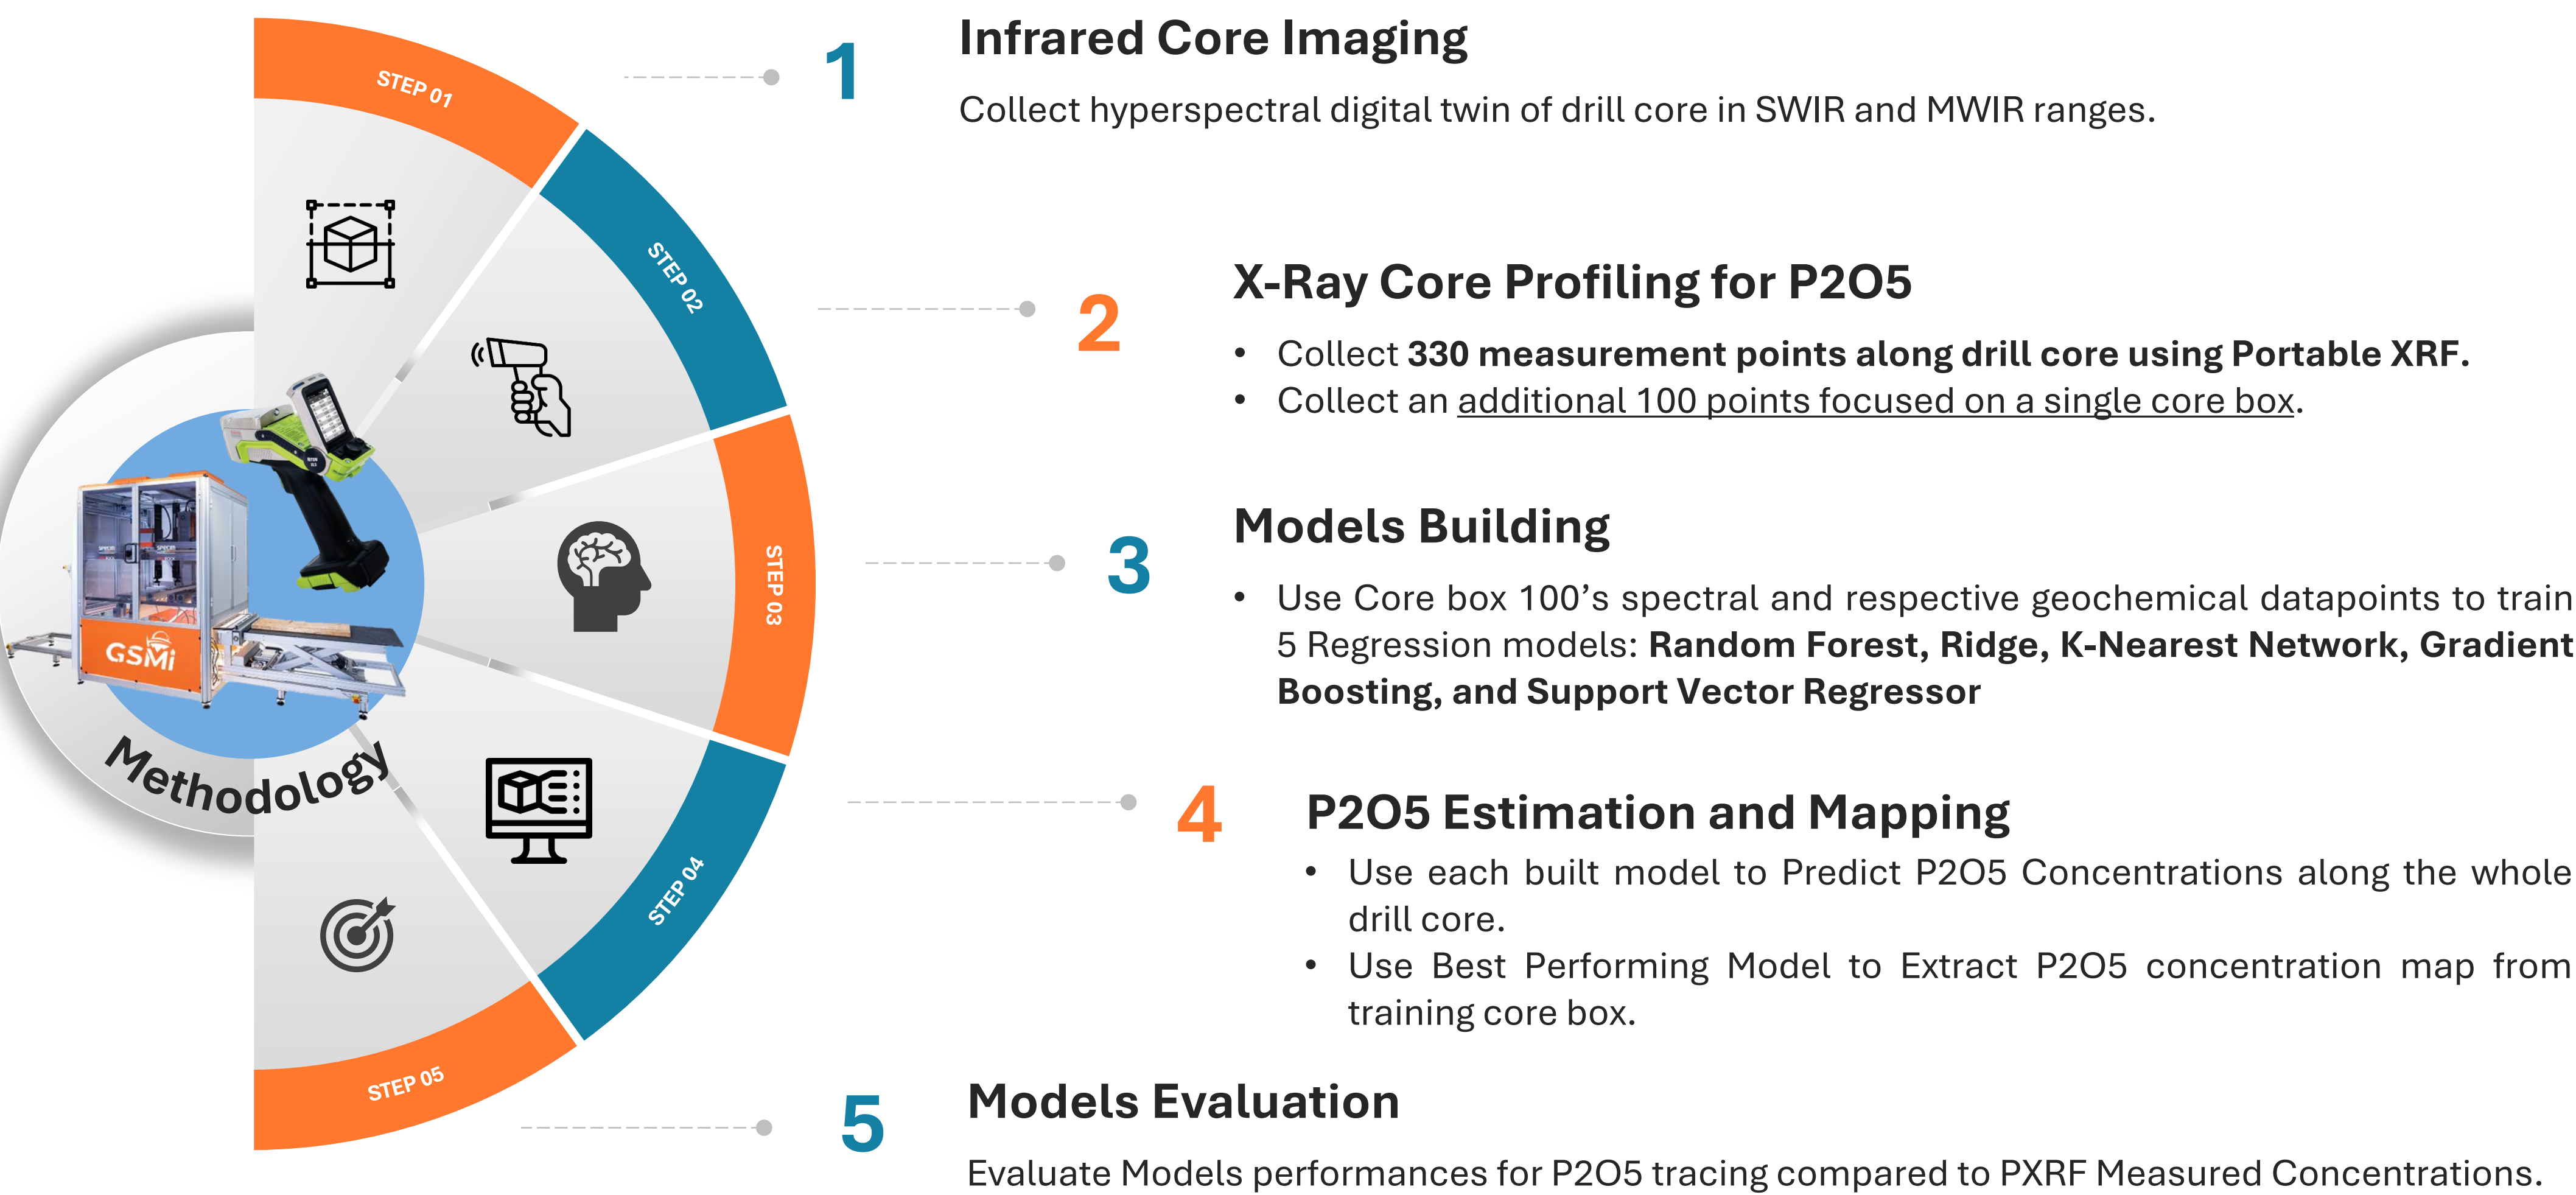 STEP 01
STEP 02
STEP 03
STEP 04
STEP 05
GSMi
Methodology
1
Infrared Core Imaging
Collect hyperspectral digital twin of drill core in SWIR and MWIR ranges.
2
X-Ray Core Profiling for P2O5
• Collect 330 measurement points along drill core using Portable XRF.
• Collect an additional 100 points focused on a single core box.
3
Models Building
• Use Core box 100’s spectral and respective geochemical datapoints to train
5 Regression models: Random Forest, Ridge, K-Nearest Network, Gradient
Boosting, and Support Vector Regressor
4
P2O5 Estimation and Mapping
• Use each built model to Predict P2O5 Concentrations along the whole
drill core.
• Use Best Performing Model to Extract P2O5 concentration map from
training core box.
5
Models Evaluation
Evaluate Models performances for P2O5 tracing compared to PXRF Measured Concentrations.